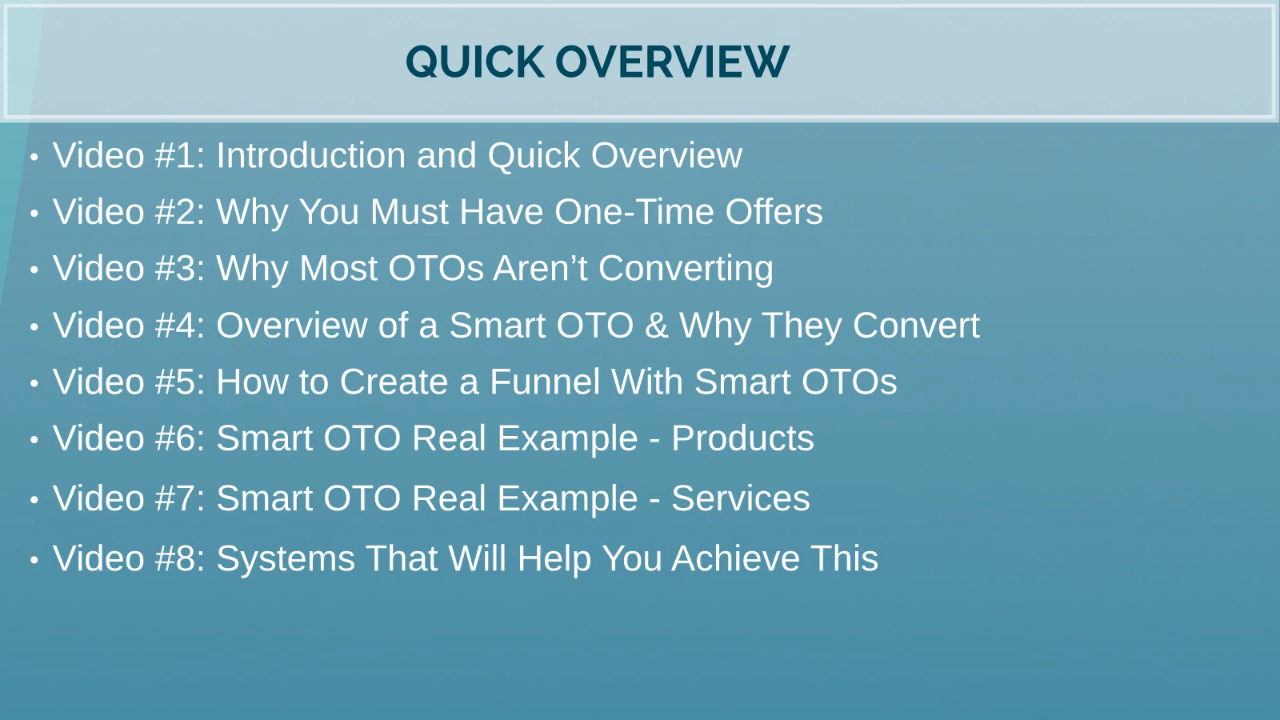 QUICK OVERVIEW
• Video #1: Introduction and Quick Overview
• Video #2: Why You Must Have One-Time Offers
• Video #3: Why Most OTOs Aren’t Converting
• Video #4: Overview of a Smart OTO & Why They Convert
• Video #5: How to Create a Funnel With Smart OTOs
• Video #6: Smart OTO Real Example - Products
• Video #7: Smart OTO Real Example - Services
• Video #8: Systems That Will Help You Achieve This